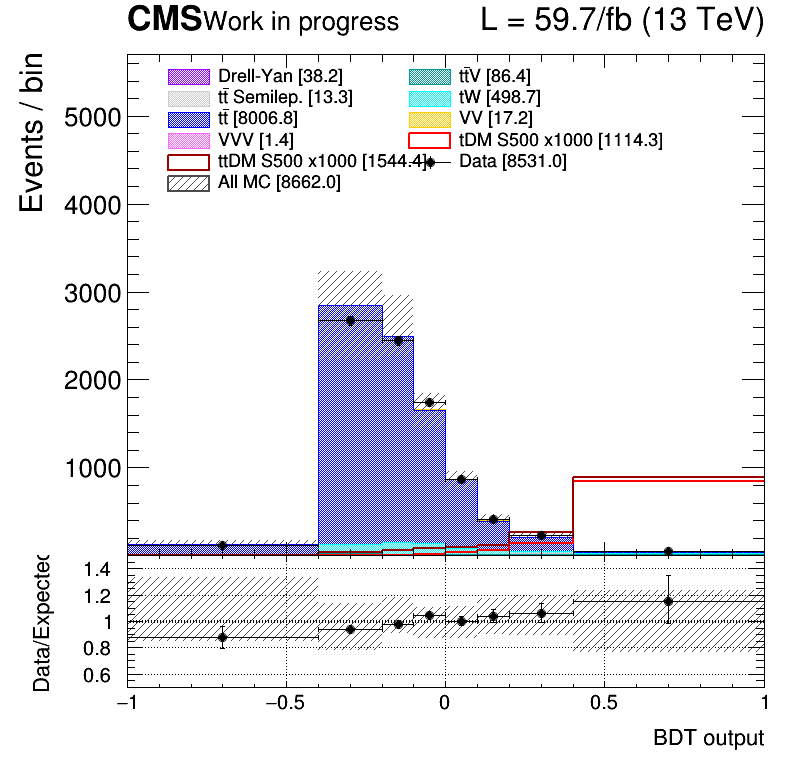 CMS Work in progress L = 59.7/fb (13 TeV)
Events / bin
Drell-Yan [38.2] tt̄V [86.4]
tt̄ Semilep. [13.3] tW [498.7]
tt̄ [8006.8] VV [17.2]
VVV [1.4] tDM S500 x1000 [1114.3]
ttDM S500 x1000 [1544.4] Data [8531.0]
All MC [8662.0]
5000
4000
3000
2000
1000
Data/Expected
1.4
1.2
1
0.8
0.6
−1 −0.5 0 0.5 1
BDT output